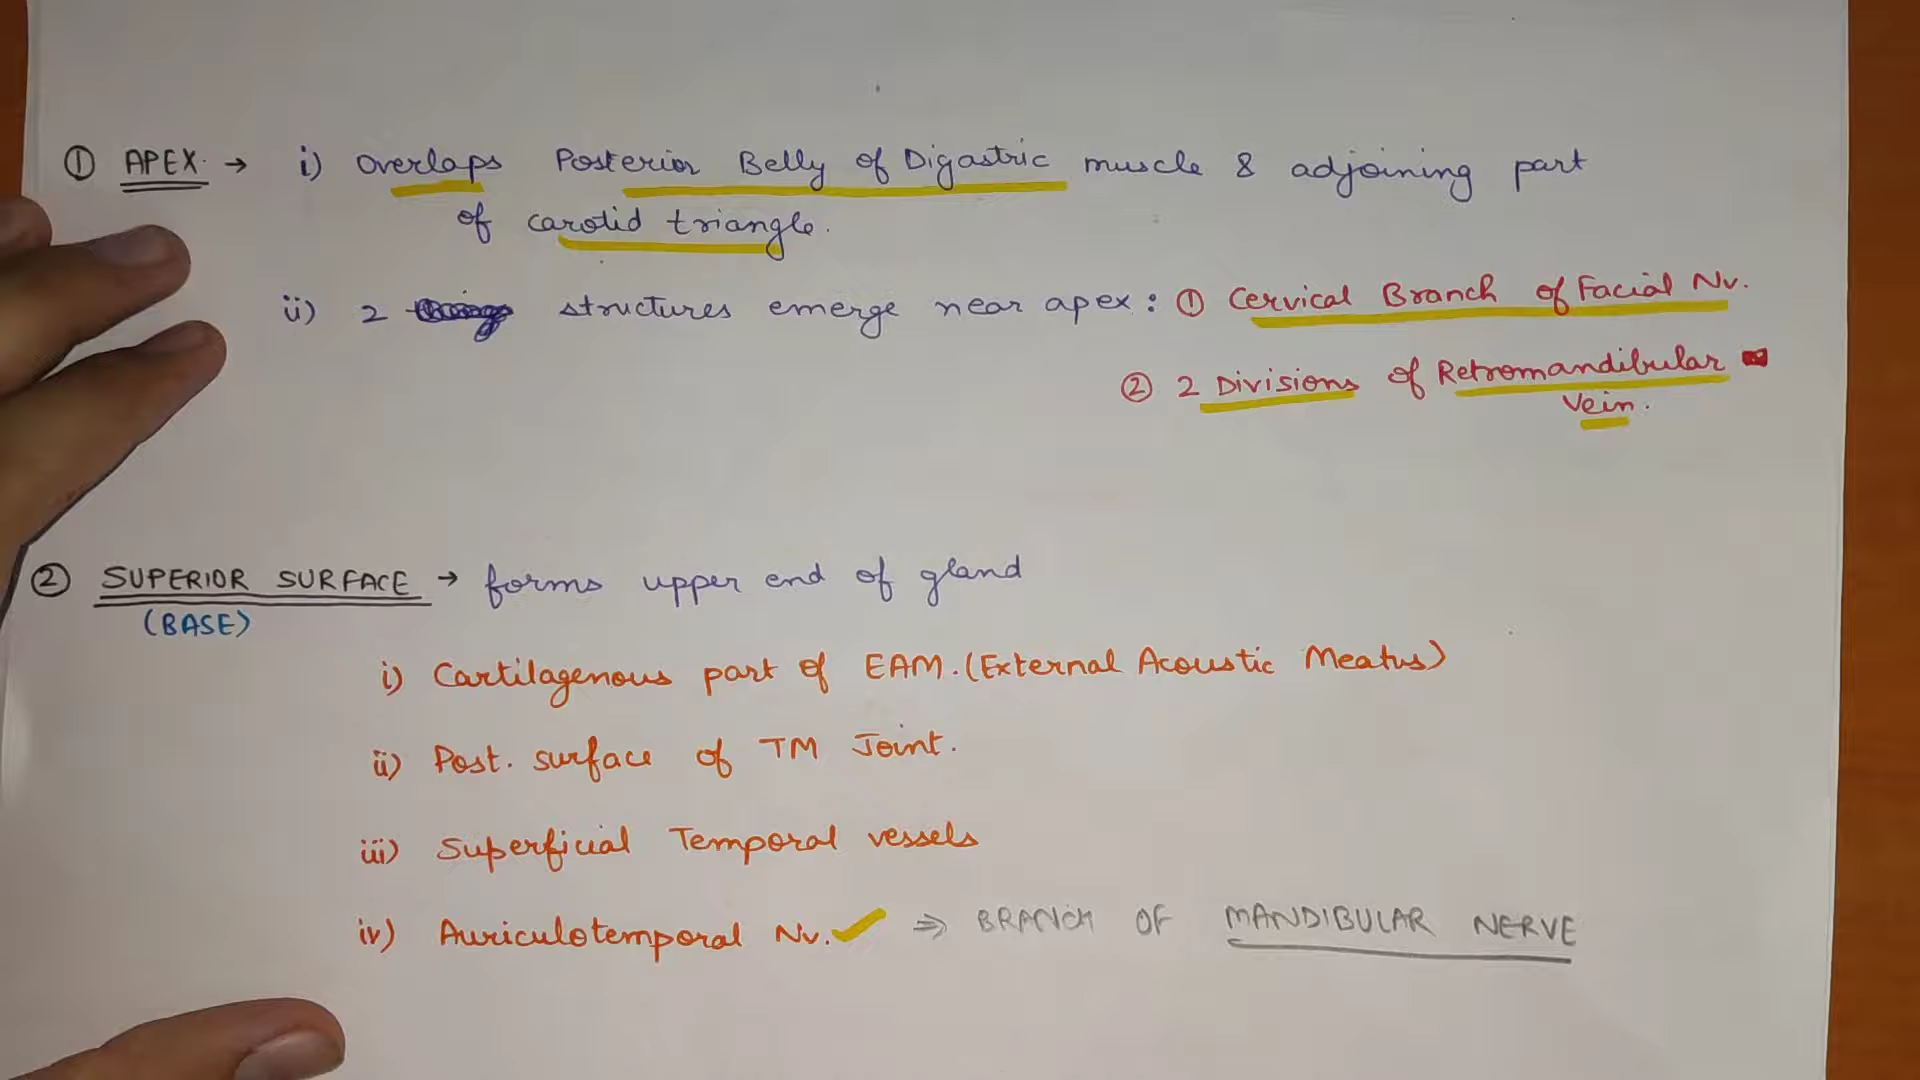 ① APEX. → i) Overlaps Posterior Belly of Digastric muscle & adjoining part
of carotid triangle.
ii) 2 structures emerge near apex: ① Cervical Branch of Facial Nv.
② 2 Divisions of Retromandibular
Vein.
② SUPERIOR SURFACE → forms upper end of gland
(BASE)
i) Cartilagenous part of EAM. (External Acoustic Meatus)
ii) Post. surface of TM Joint.
iii) Superficial Temporal vessels
iv) Auriculotemporal Nv. ✓ ⇒ BRANCH OF MANDIBULAR NERVE